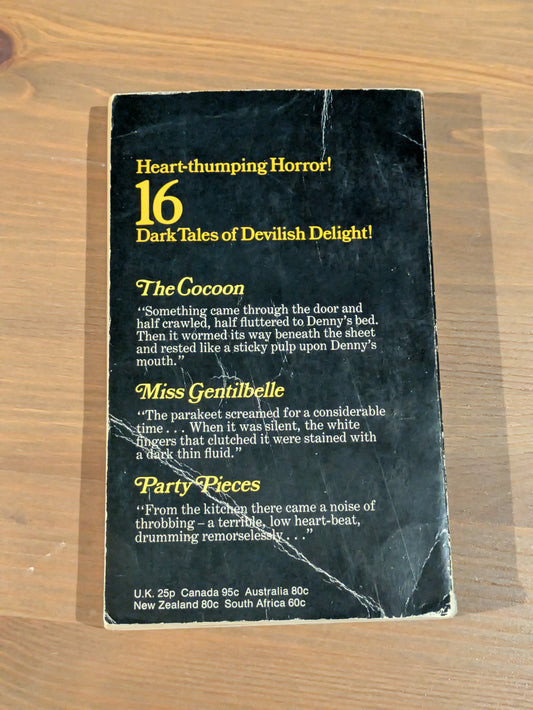 Heart-thumping Horror!
16
Dark Tales of Devilish Delight!
The Cocoon
"Something came through the door and
half crawled, half fluttered to Denny's bed.
Then it wormed its way beneath the sheet
and rested like a sticky pulp upon Denny's
mouth."
Miss Gentilbelle
"The parakeet screamed for a considerable
time . . . When it was silent, the white
fingers that clutched it were stained with
a dark thin fluid."
Party Pieces
"From the kitchen there came a noise of
throbbing – a terrible, low heart-beat,
drumming remorselessly . . ."
U.K. 25p Canada 95c Australia 80c
New Zealand 80c South Africa 60c